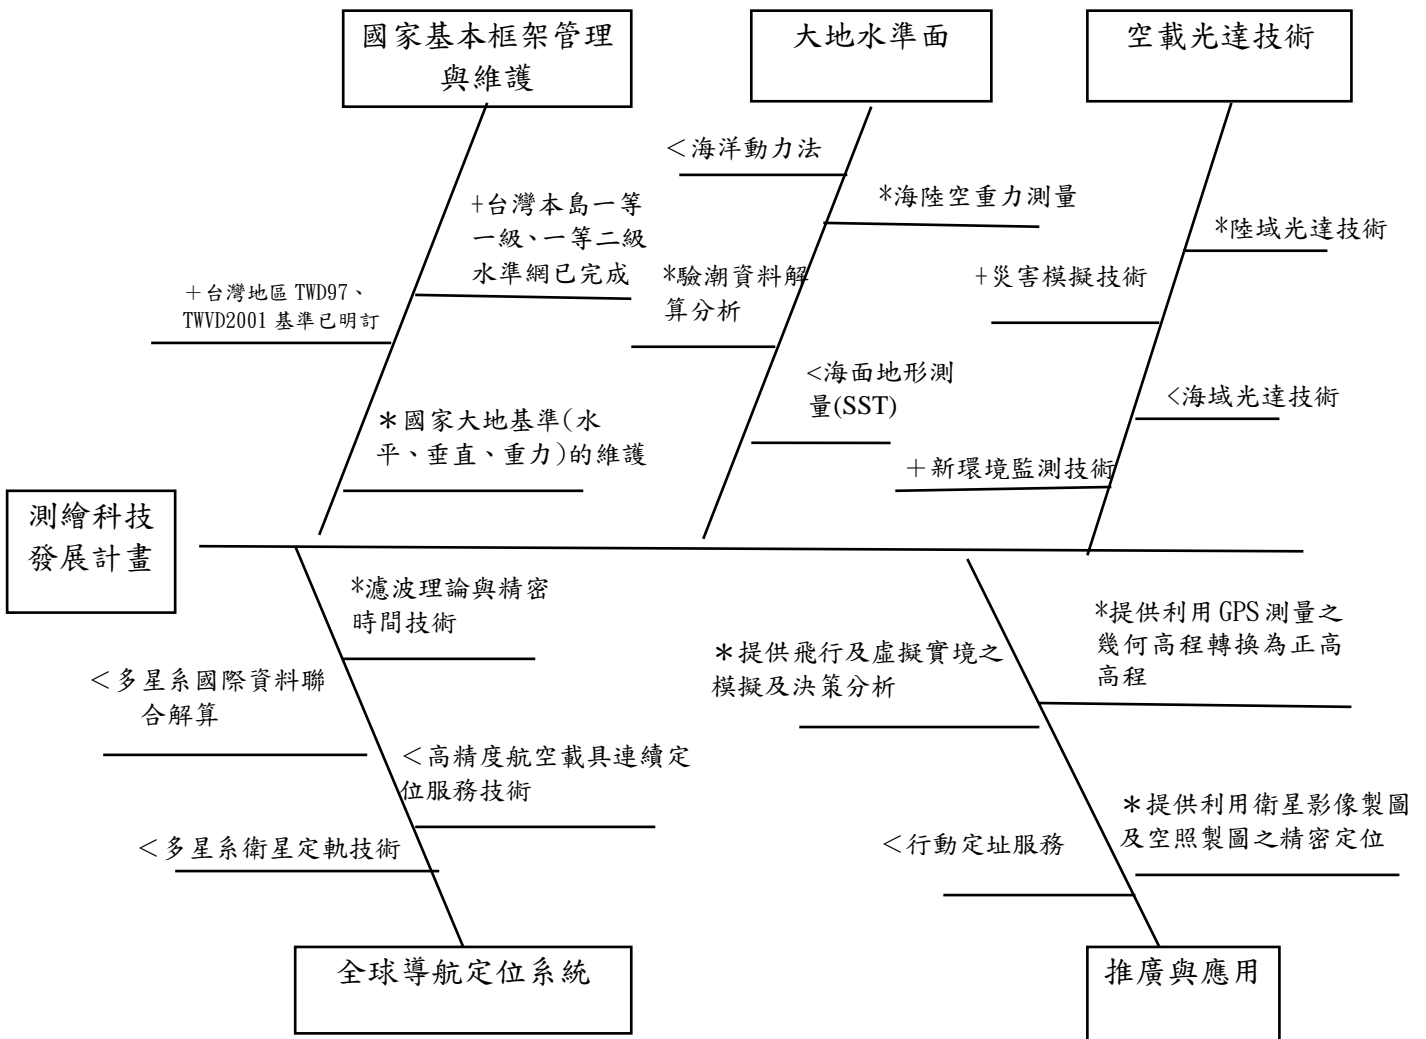 國家基本框架管理
與維護
大地水準面
空載光達技術
<海洋動力法
*海陸空重力測量
+台灣本島一等
一級、一等二級
水準網已完成
*陸域光達技術
*驗潮資料解
算分析
+災害模擬技術
＋台灣地區 TWD97、
TWVD2001 基準已明訂
<海面地形測
量(SST)
<海域光達技術
＊國家大地基準(水
平、垂直、重力)的維護
＋新環境監測技術
測繪科技
發展計畫
*濾波理論與精密
時間技術
*提供利用 GPS 測量之
幾何高程轉換為正高
高程
＊提供飛行及虛擬實境之
模擬及決策分析
＜多星系國際資料聯
合解算
＜高精度航空載具連續定
位服務技術
＊提供利用衛星影像製圖
及空照製圖之精密定位
＜多星系衛星定軌技術
＜行動定址服務
全球導航定位系統
推廣與應用